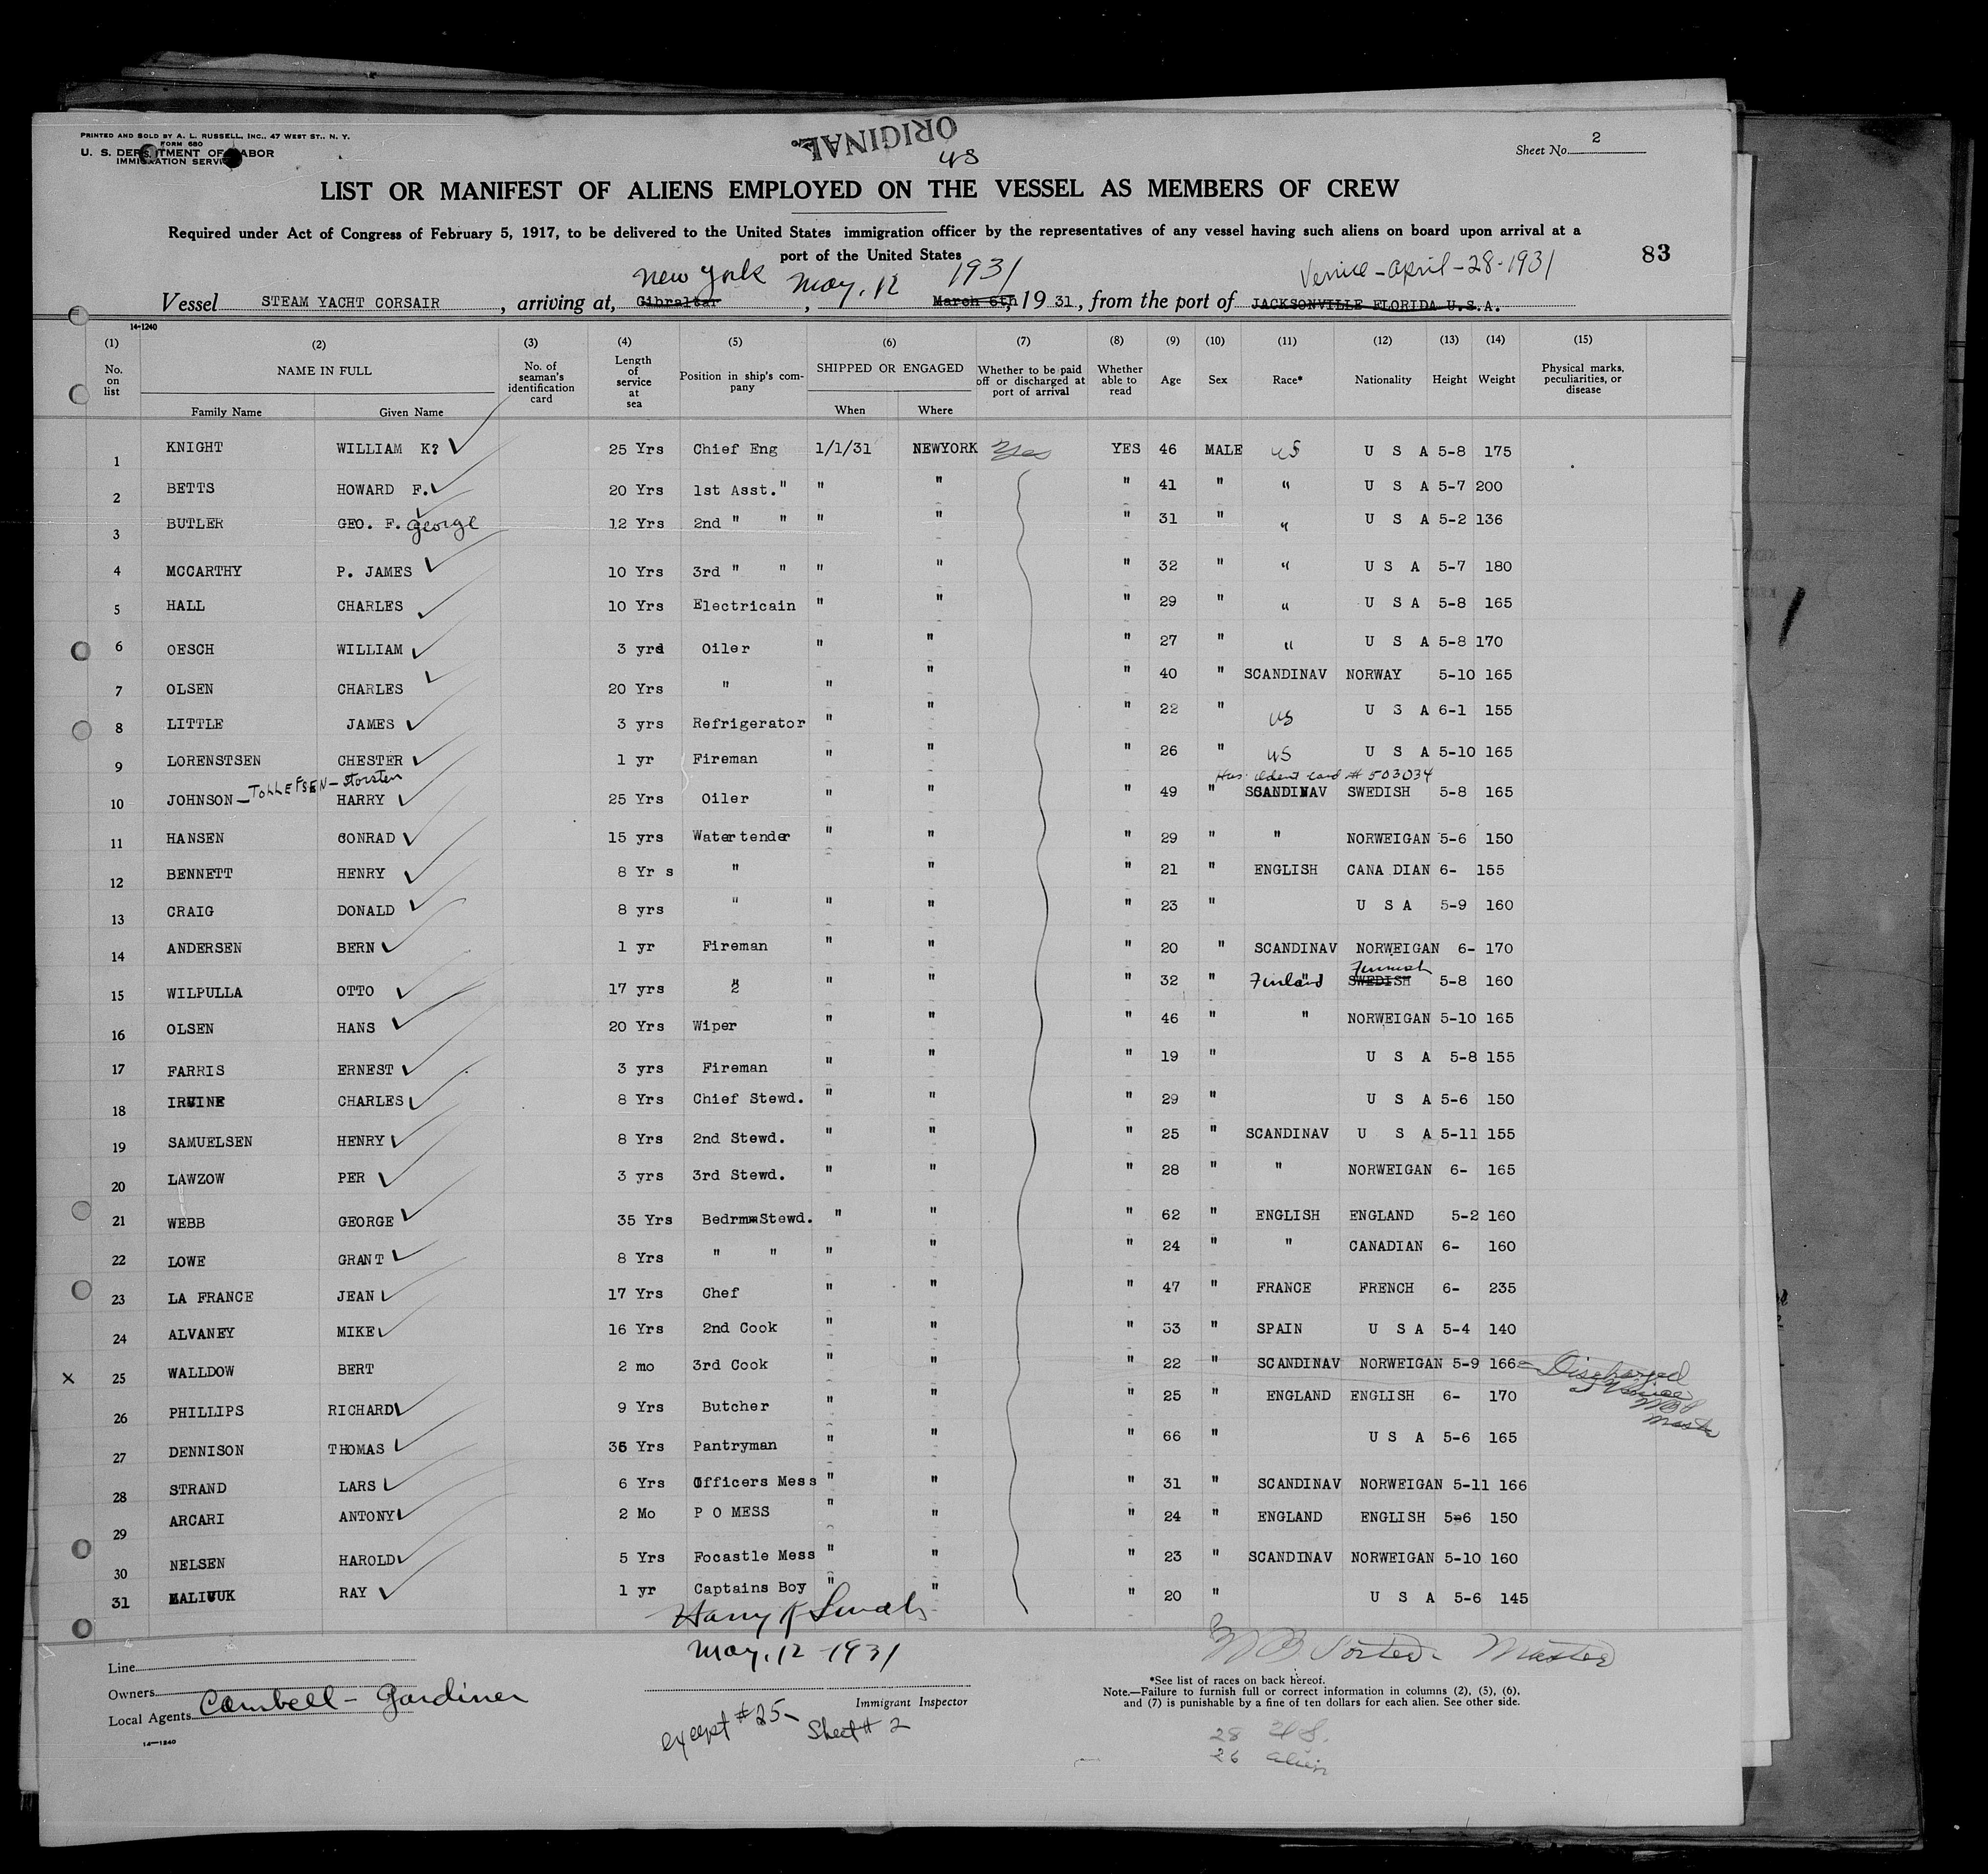 PRINTED AND SOLD BY A. L. RUSSELL, INC., 47 WEST ST., N. Y.
FORM 680
U. S. DEPARTMENT OF LABOR
IMMIGRATION SERVICE
ORIGINAL
US
Sheet No. 2
LIST OR MANIFEST OF ALIENS EMPLOYED ON THE VESSEL AS MEMBERS OF CREW
Required under Act of Congress of February 5, 1917, to be delivered to the United States immigration officer by the representatives of any vessel having such aliens on board upon arrival at a
port of the United States
83
New York May, 12 1931 Venice - April - 28 - 1931
Vessel STEAM YACHT CORSAIR, arriving at, Gibraltar, March 6th, 1931, from the port of JACKSONVILLE FLORIDA U.S.A.
14-1240
(1) (2) (3) (4) (5) (6) (7) (8) (9) (10) (11) (12) (13) (14) (15)
No. on list NAME IN FULL No. of seaman's identification card Length of service at sea Position in ship's company SHIPPED OR ENGAGED Whether to be paid off or discharged at port of arrival Whether able to read Age Sex Race* Nationality Height Weight Physical marks, peculiarities, or disease
Family Name Given Name When Where
1 KNIGHT WILLIAM K? 25 Yrs Chief Eng 1/1/31 NEWYORK Yes YES 46 MALE US U S A 5-8 175
2 BETTS HOWARD F. 20 Yrs 1st Asst." " " " 41 " " U S A 5-7 200
3 BUTLER GEO. F. George 12 Yrs 2nd " " " " " 31 " " U S A 5-2 136
4 MCCARTHY P. JAMES 10 Yrs 3rd " " " " " 32 " " U S A 5-7 180
5 HALL CHARLES 10 Yrs Electricain " " " 29 " " U S A 5-8 165
6 OESCH WILLIAM 3 yrd Oiler " " " 27 " " U S A 5-8 170
7 OLSEN CHARLES 20 Yrs " " " " 40 " SCANDINAV NORWAY 5-10 165
8 LITTLE JAMES 3 yrs Refrigerator " " " 22 " US U S A 6-1 155
9 LORENSTSEN CHESTER 1 yr Fireman " " " 26 " US U S A 5-10 165
TOLLEFSEN - Storsten Has ident card # 503034
10 JOHNSON HARRY 25 Yrs Oiler " " " 49 " SCANDINAV SWEDISH 5-8 165
11 HANSEN CONRAD 15 yrs Watertender " " " 29 " " NORWEIGAN 5-6 150
12 BENNETT HENRY 8 Yr s " " " 21 " ENGLISH CANA DIAN 6- 155
13 CRAIG DONALD 8 yrs " " " " 23 " U S A 5-9 160
14 ANDERSEN BERN 1 yr Fireman " " " 20 " SCANDINAV NORWEIGAN 6- 170
Finnish
15 WILPULLA OTTO 17 yrs " " " " 32 " Finland SWEDISH 5-8 160
16 OLSEN HANS 20 Yrs Wiper " " " 46 " " NORWEIGAN 5-10 165
17 FARRIS ERNEST 3 yrs Fireman " " " 19 " U S A 5-8 155
18 IRVINE CHARLES 8 Yrs Chief Stewd. " " " 29 " U S A 5-6 150
19 SAMUELSEN HENRY 8 Yrs 2nd Stewd. " " " 25 " SCANDINAV U S A 5-11 155
20 LAWZOW PER 3 yrs 3rd Stewd. " " " 28 " " NORWEIGAN 6- 165
21 WEBB GEORGE 35 Yrs Bedrmm Stewd. " " " 62 " ENGLISH ENGLAND 5-2 160
22 LOWE GRANT 8 Yrs " " " " " 24 " " CANADIAN 6- 160
23 LA FRANCE JEAN 17 Yrs Chef " " " 47 " FRANCE FRENCH 6- 235
24 ALVANEY MIKE 16 Yrs 2nd Cook " " " 33 " SPAIN U S A 5-4 140
x 25 WALLDOW BERT 2 mo 3rd Cook " " " 22 " SCANDINAV NORWEIGAN 5-9 166 Discharged
at Venice
Master
26 PHILLIPS RICHARD 9 Yrs Butcher " " " 25 " ENGLAND ENGLISH 6- 170
27 DENNISON THOMAS 36 Yrs Pantryman " " " 66 " U S A 5-6 165
28 STRAND LARS 6 Yrs Officers Mess " " " 31 " SCANDINAV NORWEIGAN 5-11 166
29 ARCARI ANTONY 2 Mo P O MESS " " " 24 " ENGLAND ENGLISH 5-6 150
30 NELSEN HAROLD 5 Yrs Focastle Mess " " " 23 " SCANDINAV NORWEIGAN 5-10 160
31 RAY 1 yr Captains Boy " " " 20 " U S A 5-6 145
Harry K
May, 12 - 1931
Master
Line
Owners
Local Agents Cambell - Gardiner
14-1240
Immigrant Inspector
except #25 - Sheet # 2
*See list of races on back hereof.
Note.—Failure to furnish full or correct information in columns (2), (5), (6),
and (7) is punishable by a fine of ten dollars for each alien. See other side.
28 U.S.
26 alien